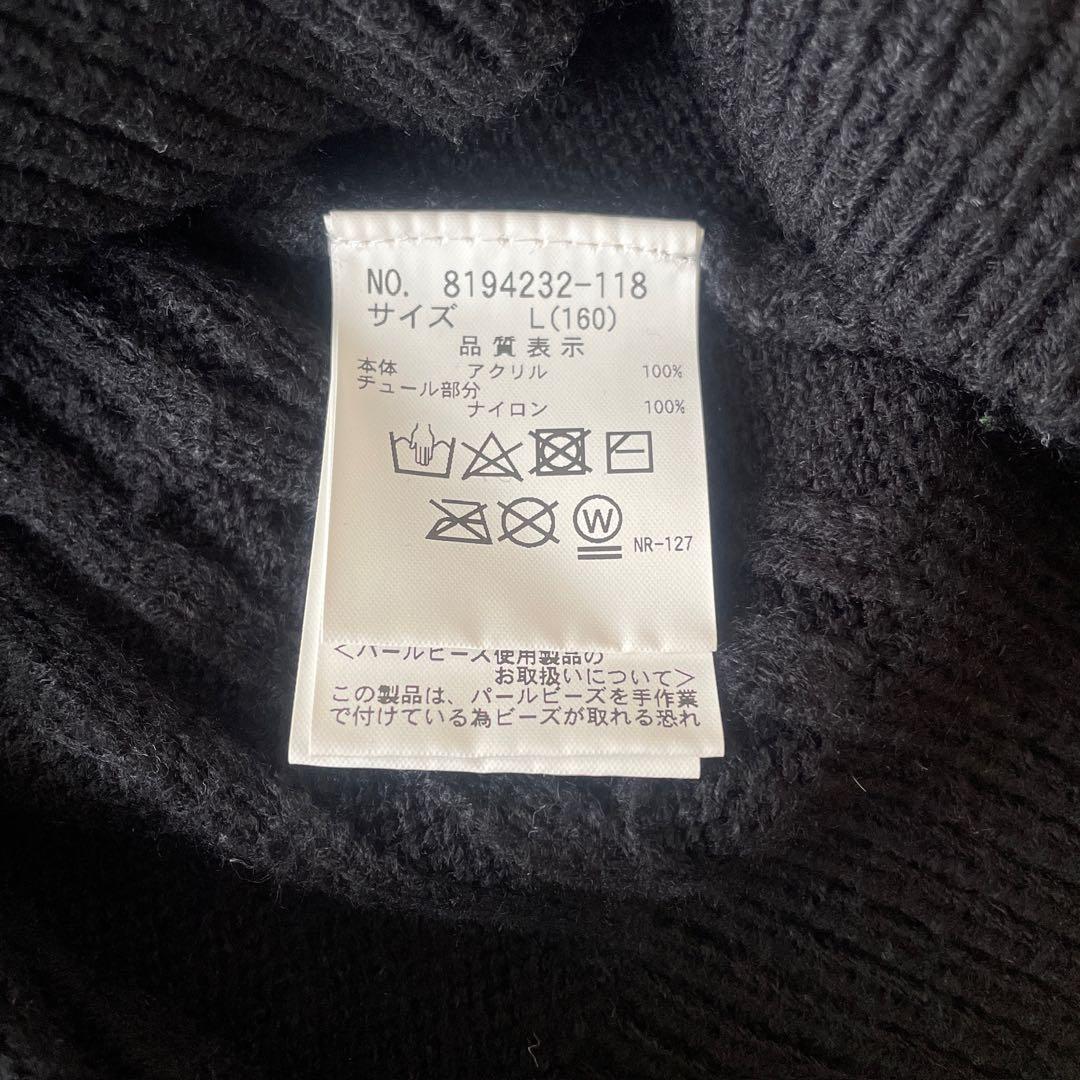 NO. 8194232-118
サイズ L(160)
品質表示
本体 アクリル 100%
チュール部分
ナイロン 100%
W
NR-127
<パールビーズ使用製品の
お取扱いについて>
この製品は、パールビーズを手作業
で付けている為ビーズが取れる恐れ